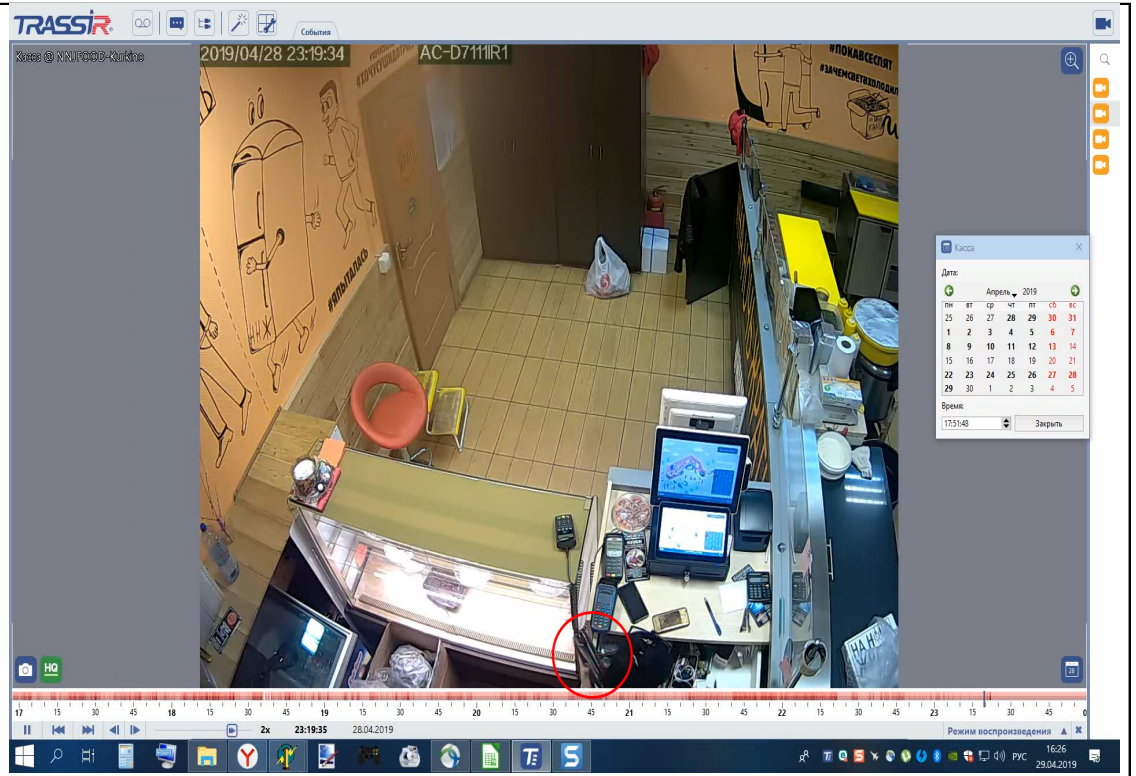 TRASSIR
События
Касса @ NNJFOOD-Kurkino
2019/04/28 23:19:34
AC-D7111IR1
#ПОКАВСЕСПЯТ
#ЗАЧЕМСВЕТВХОЛОДИЛ
#ЯПЫТАЛАСЬ
НА Н
Касса
X
Дата:
Апрель 2019
пн вт ср чт пт сб вс
25 26 27 28 29 30 31
1 2 3 4 5 6 7
8 9 10 11 12 13 14
15 16 17 18 19 20 21
22 23 24 25 26 27 28
29 30 1 2 3 4 5
Время:
17:51:48
Закрыть
HQ
28
17 15 30 45 18 15 30 45 19 15 30 45 20 15 30 45 21 15 30 45 22 15 30 45 23 15 30 45 0
2x 23:19:35 28.04.2019
Режим воспроизведения
РУС
16:26
29.04.2019